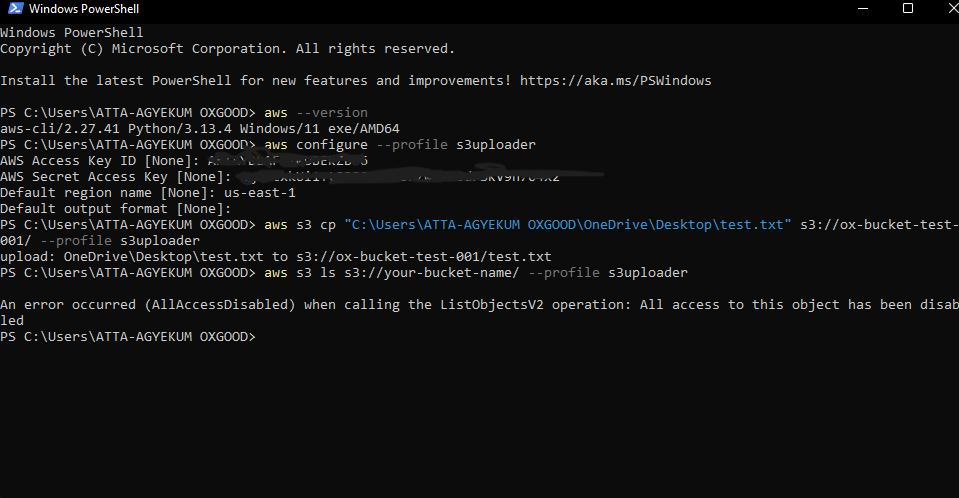 Windows PowerShell
Windows PowerShell
Copyright (C) Microsoft Corporation. All rights reserved.
Install the latest PowerShell for new features and improvements! https://aka.ms/PSWindows
PS C:\Users\ATTA-AGYEKUM OXGOOD> aws --version
aws-cli/2.27.41 Python/3.13.4 Windows/11 exe/AMD64
PS C:\Users\ATTA-AGYEKUM OXGOOD> aws configure --profile s3uploader
AWS Access Key ID [None]:
AWS Secret Access Key [None]:
Default region name [None]: us-east-1
Default output format [None]:
PS C:\Users\ATTA-AGYEKUM OXGOOD> aws s3 cp "C:\Users\ATTA-AGYEKUM OXGOOD\OneDrive\Desktop\test.txt" s3://ox-bucket-test-
001/ --profile s3uploader
upload: OneDrive\Desktop\test.txt to s3://ox-bucket-test-001/test.txt
PS C:\Users\ATTA-AGYEKUM OXGOOD> aws s3 ls s3://your-bucket-name/ --profile s3uploader
An error occurred (AllAccessDisabled) when calling the ListObjectsV2 operation: All access to this object has been disab
led
PS C:\Users\ATTA-AGYEKUM OXGOOD>